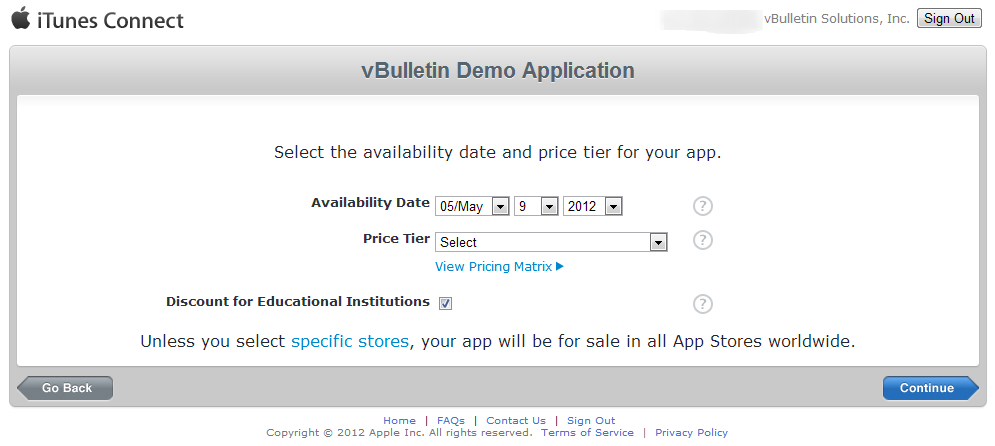 iTunes Connect
vBulletin Solutions, Inc. Sign Out
vBulletin Demo Application
Select the availability date and price tier for your app.
Availability Date 05/May 9 2012 ?
Price Tier Select ?
View Pricing Matrix
Discount for Educational Institutions ?
Unless you select specific stores, your app will be for sale in all App Stores worldwide.
Go Back Continue
Home | FAQs | Contact Us | Sign Out
Copyright © 2012 Apple Inc. All rights reserved. Terms of Service | Privacy Policy